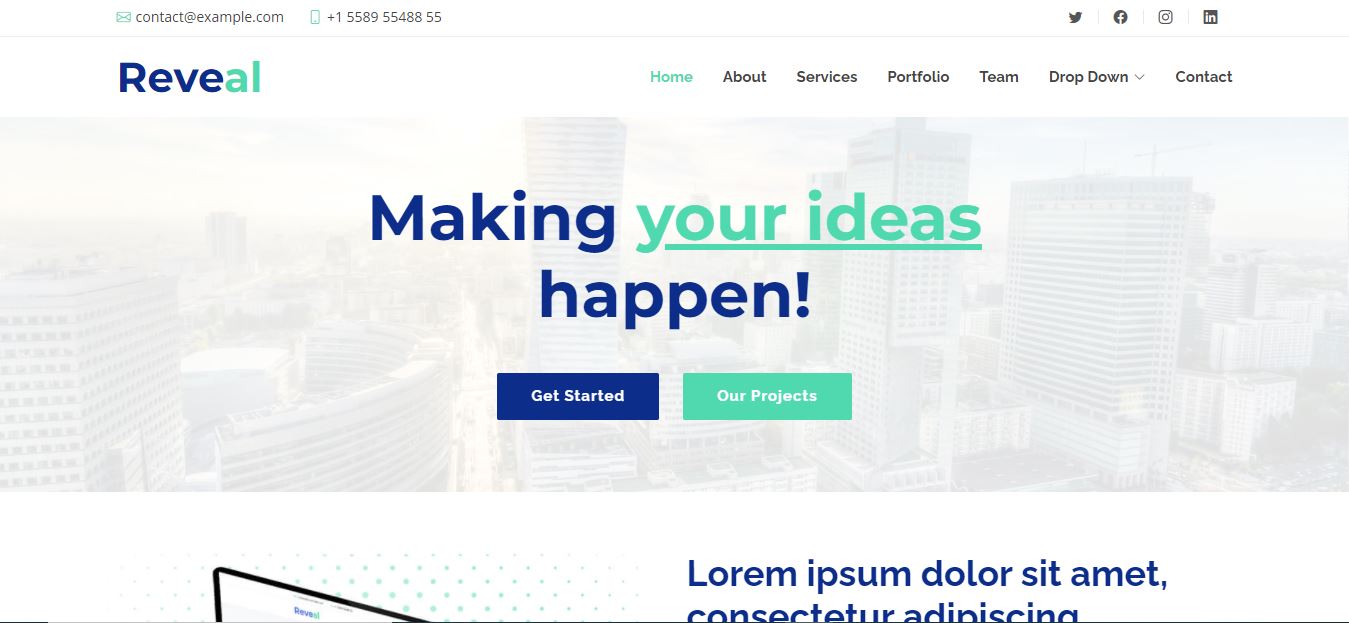 contact@example.com +1 5589 55488 55
Reveal
Home About Services Portfolio Team Drop Down Contact
Making your ideas
happen!
Get Started Our Projects
Lorem ipsum dolor sit amet,
consectetur adipiscing
Reveal